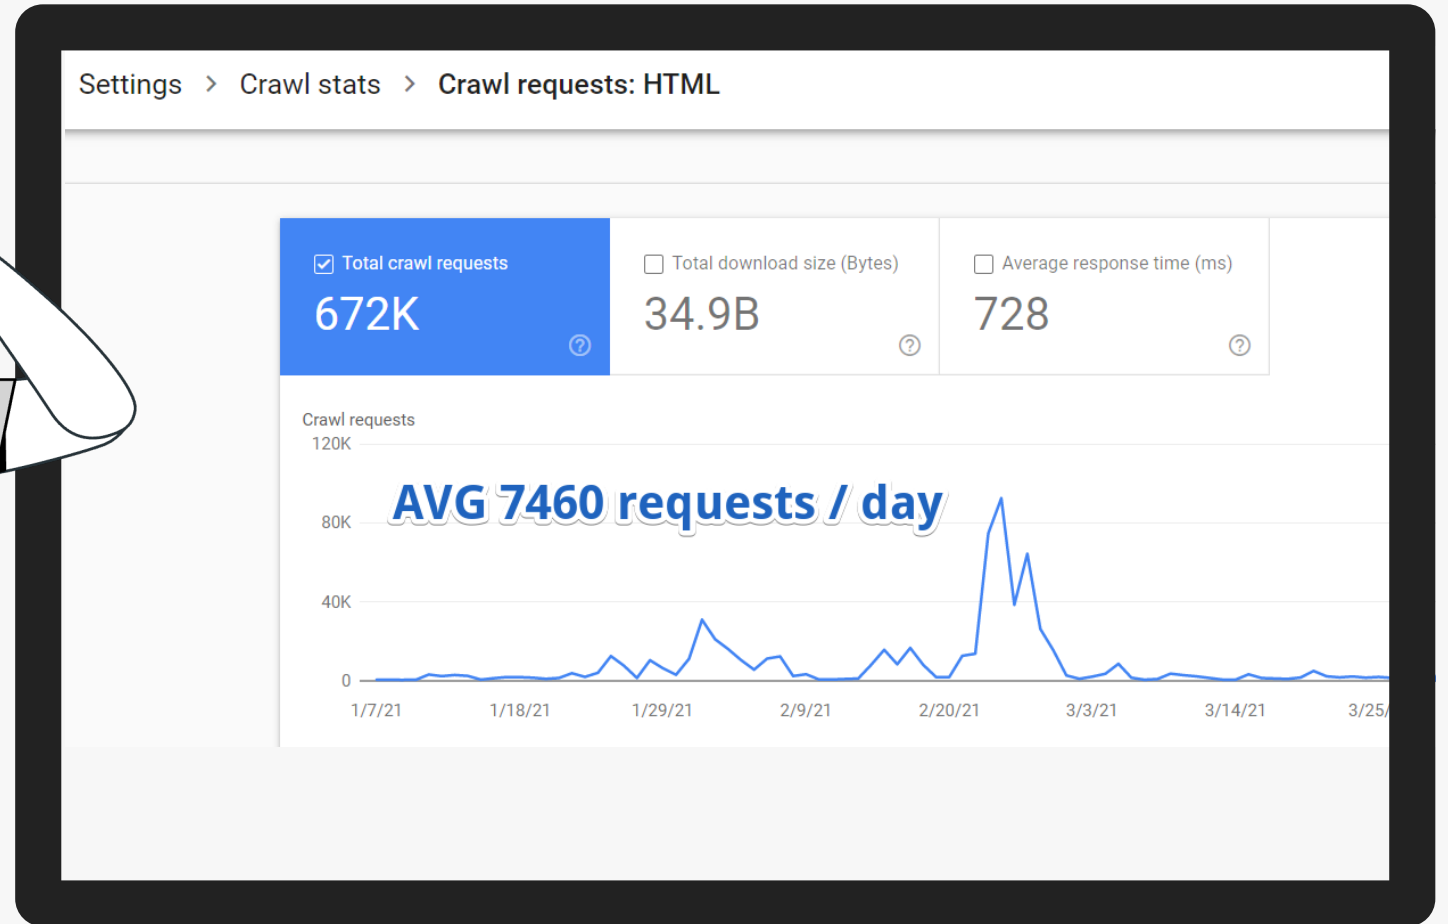 Settings > Crawl stats > Crawl requests: HTML
Total crawl requests
672K
Total download size (Bytes)
34.9B
Average response time (ms)
728
Crawl requests
120K
AVG 7460 requests / day
80K
40K
0
1/7/21 1/18/21 1/29/21 2/9/21 2/20/21 3/3/21 3/14/21 3/25/